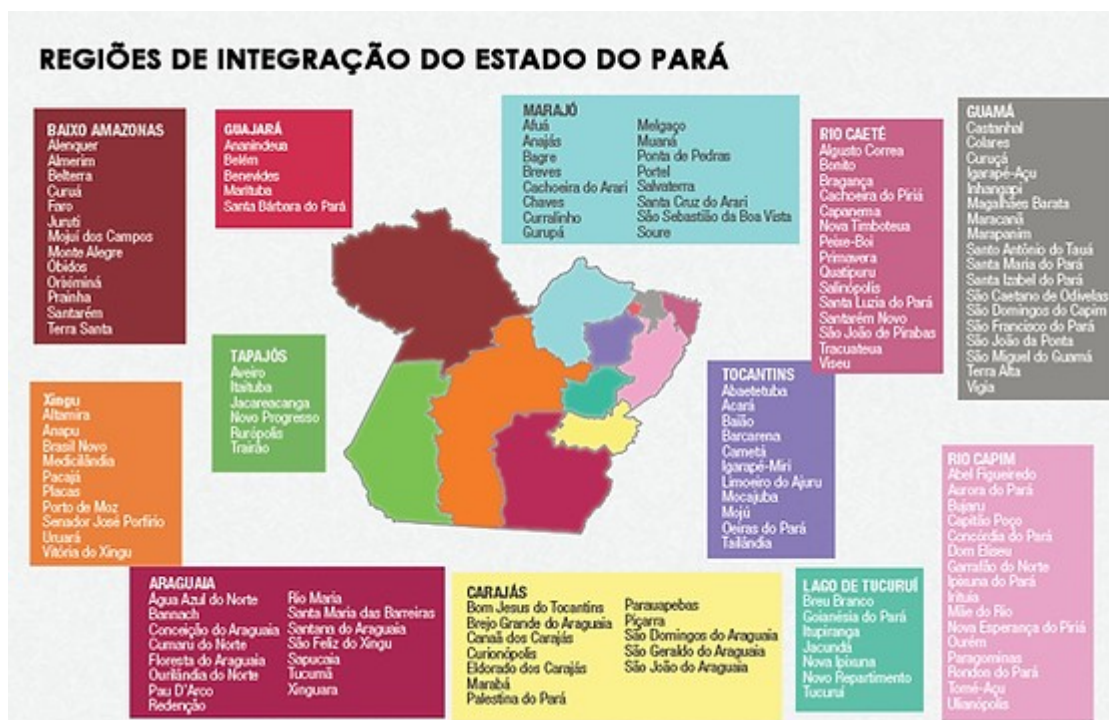 REGIÕES DE INTEGRAÇÃO DO ESTADO DO PARÁ
BAIXO AMAZONAS
Alenquer
Almerim
Belterra
Curuá
Faro
Juruti
Mojuí dos Campos
Monte Alegre
Óbidos
Oriximiná
Prainha
Santarém
Terra Santa
GUAJARÁ
Ananindeua
Belém
Benevides
Marituba
Santa Bárbara do Pará
MARAJÓ
Afuá
Anajás
Bagre
Breves
Cachoeira do Arari
Chaves
Curralinho
Gurupá
Melgaço
Muaná
Ponta de Pedras
Portel
Salvaterra
Santa Cruz do Arari
São Sebastião da Boa Vista
Soure
RIO CAETÉ
Algusto Correa
Bonito
Bragança
Cachoeira do Piriá
Capanema
Nova Timboteua
Peixe-Boi
Primavera
Quatipuru
Salinópolis
Santa Luzia do Pará
Santarém Novo
São João de Pirabas
Tracuateua
Viseu
GUAMÁ
Castanhal
Colares
Curuçá
Igarapé-Açu
Inhangapi
Magalhães Barata
Maracanã
Marapanim
Santo Antônio do Tauá
Santa Maria do Pará
Santa Izabel do Pará
São Caetano de Odivelas
São Domingos do Capim
São Francisco do Pará
São João da Ponta
São Miguel do Guamá
Terra Alta
Vigia
TAPAJÓS
Aveiro
Itaituba
Jacareacanga
Novo Progresso
Rurópolis
Trairão
Xingu
Altamira
Anapu
Brasil Novo
Medicilândia
Pacajá
Placas
Porto de Moz
Senador José Porfírio
Uruará
Vitória do Xingu
TOCANTINS
Abaetetuba
Acará
Baião
Barcarena
Cametá
Igarapé-Miri
Limoeiro do Ajuru
Mocajuba
Mojú
Oeiras do Pará
Tailândia
RIO CAPIM
Abel Figueiredo
Aurora do Pará
Bujaru
Capitão Poço
Concórdia do Pará
Dom Eliseu
Garrafão do Norte
Ipixuna do Pará
Irituia
Mãe do Rio
Nova Esperança do Piriá
Ourém
Paragominas
Rondon do Pará
Tomé-Açu
Ulianópolis
ARAGUAIA
Água Azul do Norte
Bannach
Conceição do Araguaia
Cumaru do Norte
Floresta do Araguaia
Ourilândia do Norte
Pau D'Arco
Redenção
Rio Maria
Santa Maria das Barreiras
Santana do Araguaia
São Feliz do Xingu
Sapucaia
Tucumã
Xinguara
CARAJÁS
Bom Jesus do Tocantins
Brejo Grande do Araguaia
Canaã dos Carajás
Curionópolis
Eldorado dos Carajás
Marabá
Palestina do Pará
Parauapebas
Piçarra
São Domingos do Araguaia
São Geraldo do Araguaia
São João do Araguaia
LAGO DE TUCURUÍ
Breu Branco
Goianésia do Pará
Itupiranga
Jacundá
Nova Ipixuna
Novo Repartimento
Tucuruí